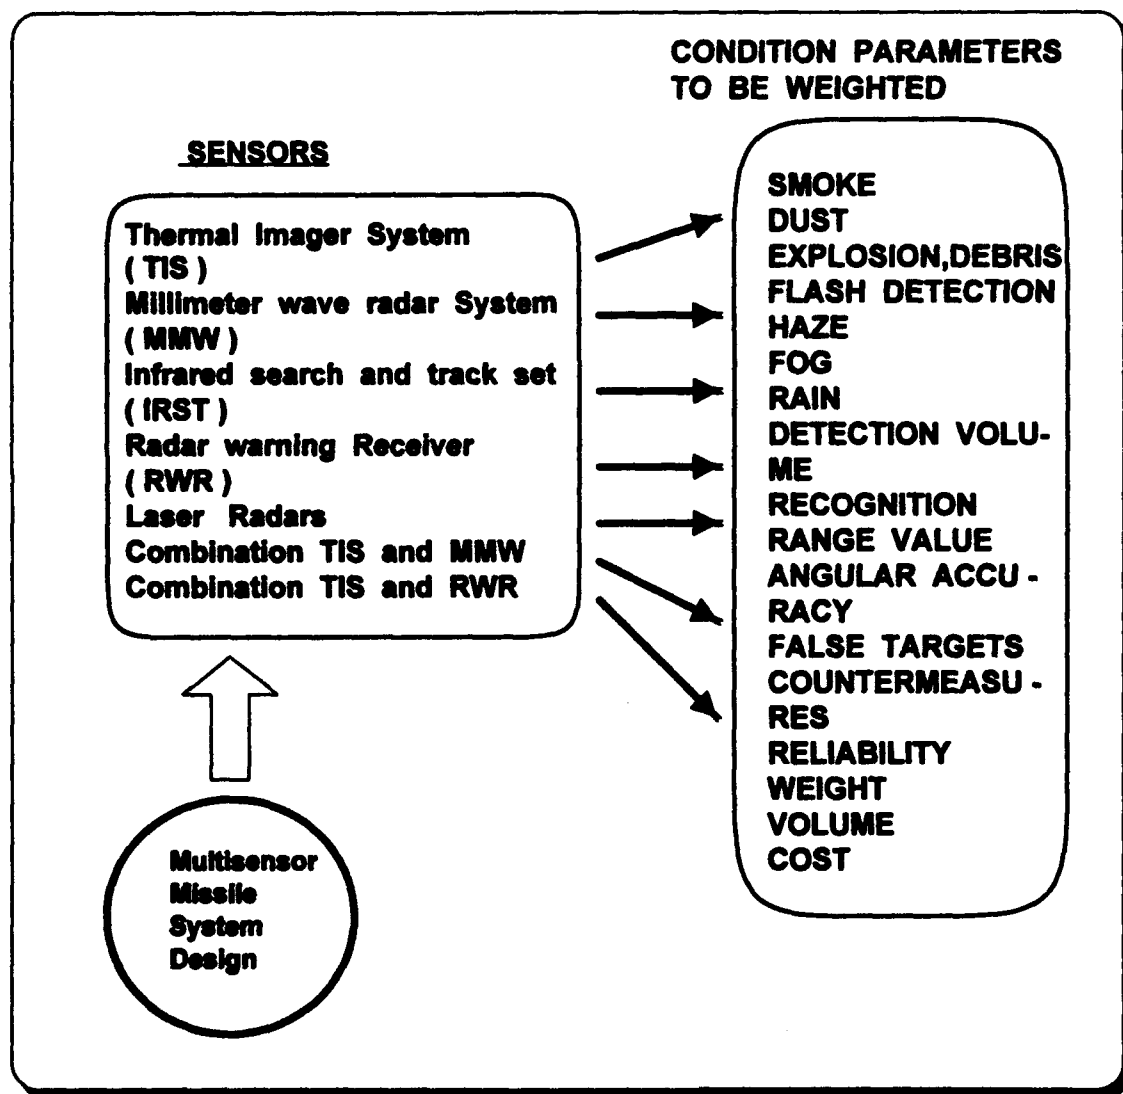 CONDITION PARAMETERS
TO BE WEIGHTED
SENSORS
Thermal Imager System
( TIS )
Millimeter wave radar System
( MMW )
Infrared search and track set
( IRST )
Radar warning Receiver
( RWR )
Laser Radars
Combination TIS and MMW
Combination TIS and RWR
SMOKE
DUST
EXPLOSION,DEBRIS
FLASH DETECTION
HAZE
FOG
RAIN
DETECTION VOLU-
ME
RECOGNITION
RANGE VALUE
ANGULAR ACCU -
RACY
FALSE TARGETS
COUNTERMEASU -
RES
RELIABILITY
WEIGHT
VOLUME
COST
Multisensor
Missile
System
Design